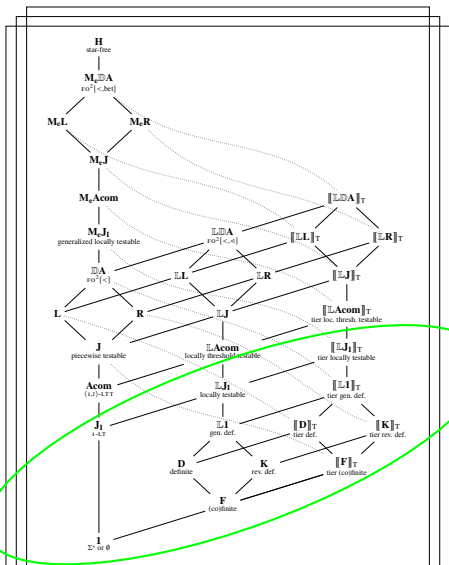 H
star-free
MₑⅅA
FO²[<,bet]
MₑL MₑR
MₑJ
MₑAcom
⟦𝕃ⅅA⟧T
MₑJ₁
generalized locally testable
𝕃ⅅA
FO²[<,⋖]
⟦𝕃L⟧T ⟦𝕃R⟧T
ⅅA
FO²[<]
𝕃L 𝕃R ⟦𝕃J⟧T
L R 𝕃J
⟦𝕃Acom⟧T
tier loc. thresh. testable
J
piecewise testable
𝕃Acom
locally threshold testable
⟦𝕃J₁⟧T
tier locally testable
Acom
(1,t)-LTT
𝕃J₁
locally testable
⟦𝕃1⟧T
tier gen. def.
J₁
1-LT
𝕃1
gen. def.
⟦D⟧T
tier def.
⟦K⟧T
tier rev. def.
D
definite
K
rev. def.
⟦F⟧T
tier (co)finite
F
(co)finite
1
Σ* or ∅